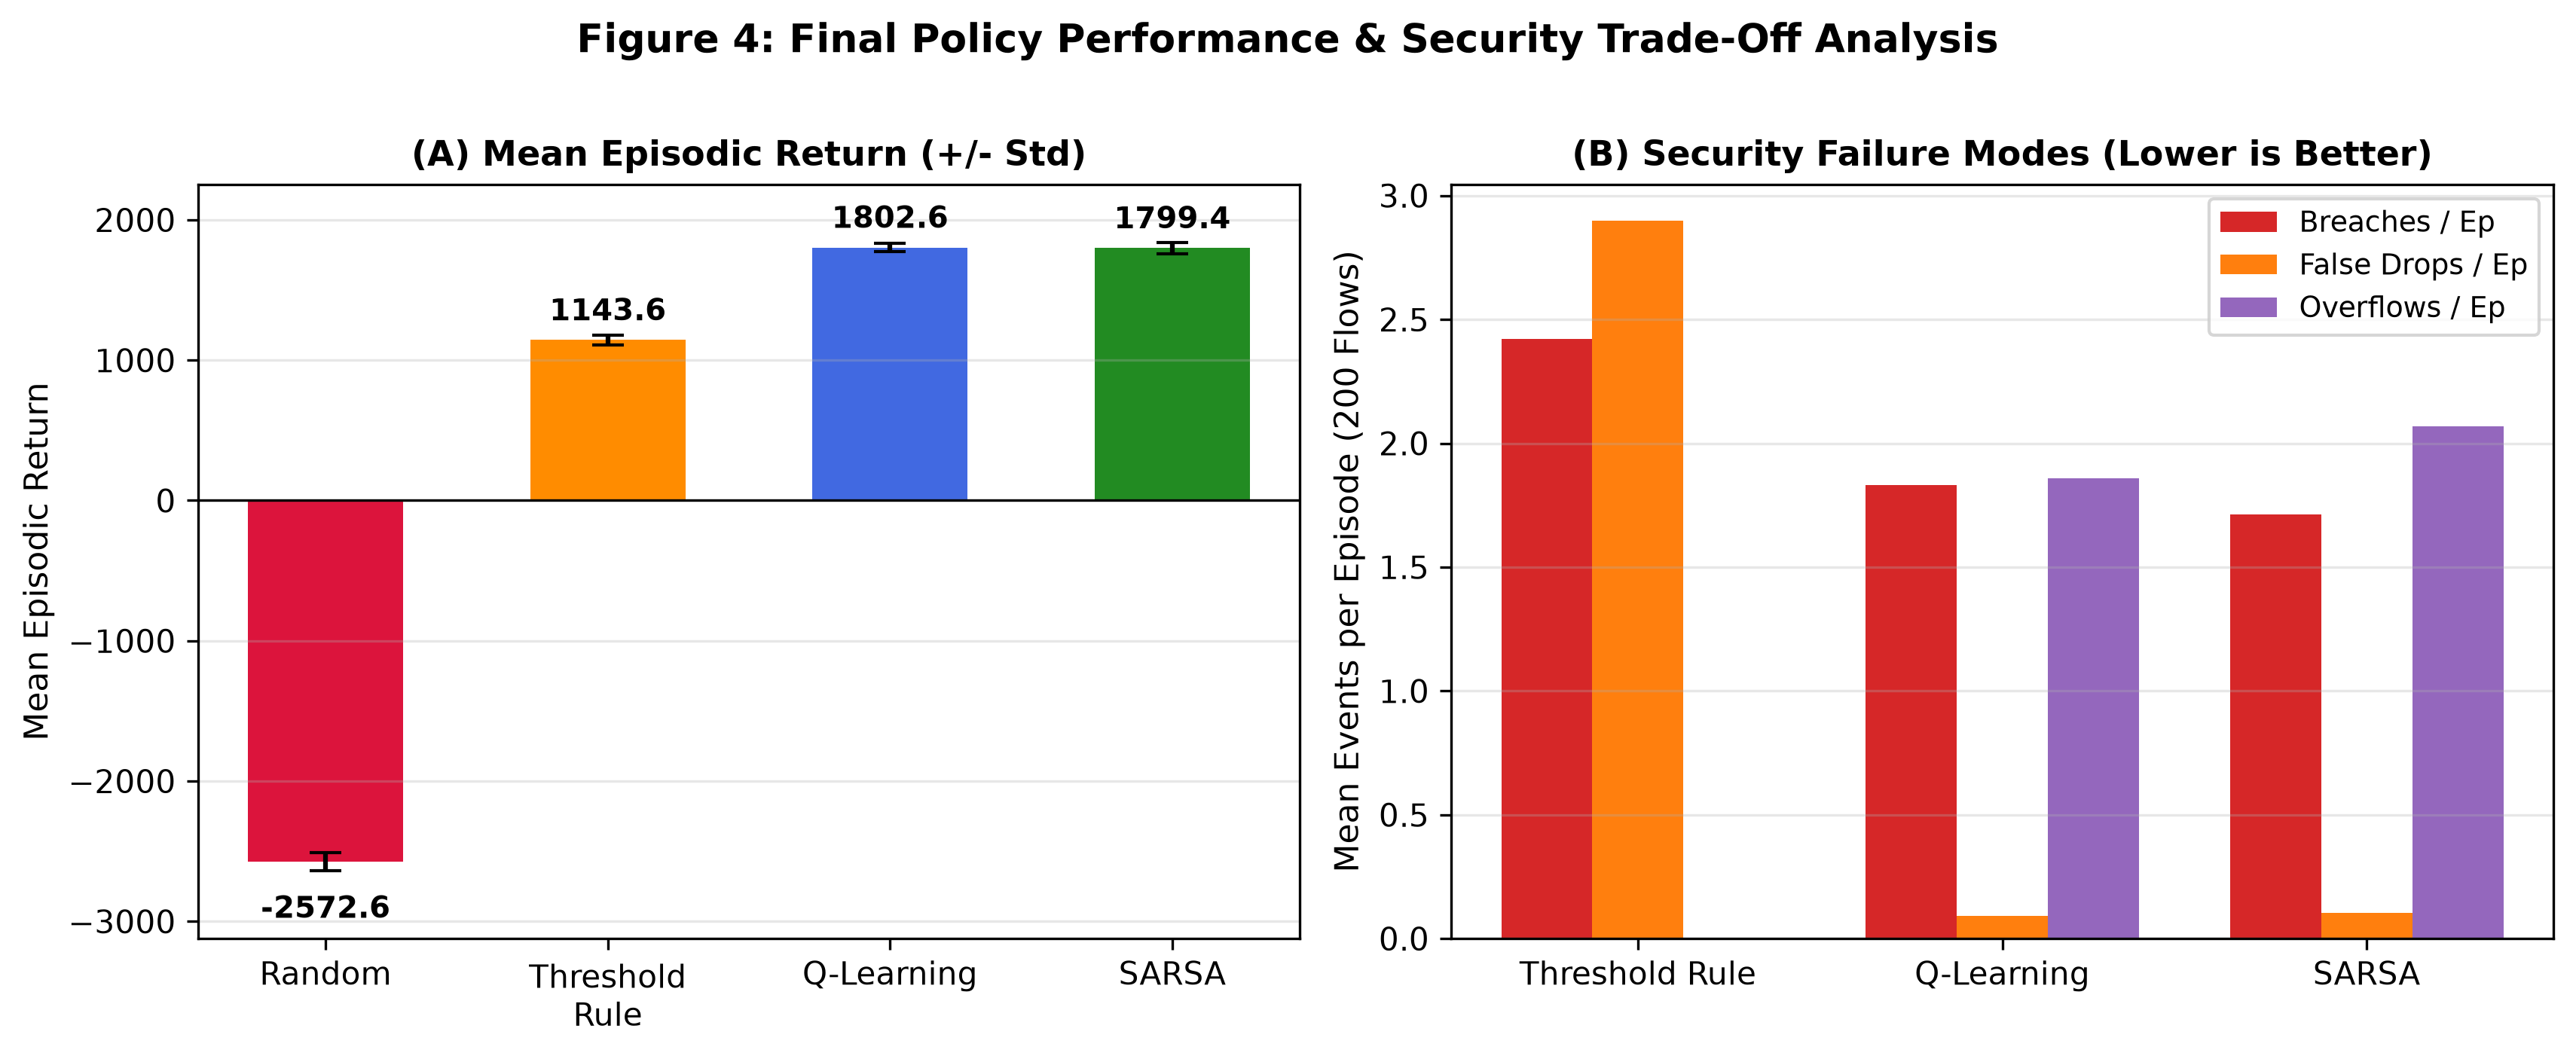 Figure 4: Final Policy Performance & Security Trade-Off Analysis
(A) Mean Episodic Return (+/- Std)
Mean Episodic Return
2000
1000
0
−1000
−2000
−3000
-2572.6
1143.6
1802.6
1799.4
Random
Threshold
Rule
Q-Learning
SARSA
(B) Security Failure Modes (Lower is Better)
Mean Events per Episode (200 Flows)
3.0
2.5
2.0
1.5
1.0
0.5
0.0
Breaches / Ep
False Drops / Ep
Overflows / Ep
Threshold Rule
Q-Learning
SARSA